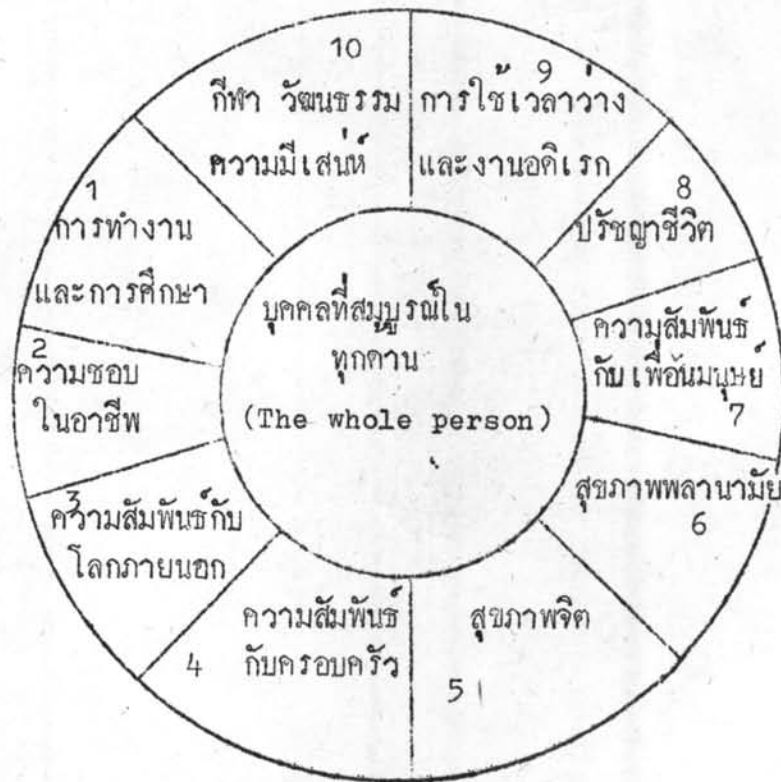 10
กีฬา วัฒนธรรม
ความมีเสน่ห์
9
การใช้เวลาว่าง
และงานอดิเรก
1
การทำงาน
และการศึกษา
8
ปรัชญาชีวิต
บุคคลที่สมบูรณ์ใน
ทุกดาน
(The whole person)
2
ความชอบ
ในอาชีพ
ความสัมพันธ์
กับเพื่อนมนุษย์
7
3
ความสัมพันธ์กับ
โลกภายนอก
สุขภาพพลานามัย
6
ความสัมพันธ์
4 กับครอบครัว
สุขภาพจิต
5